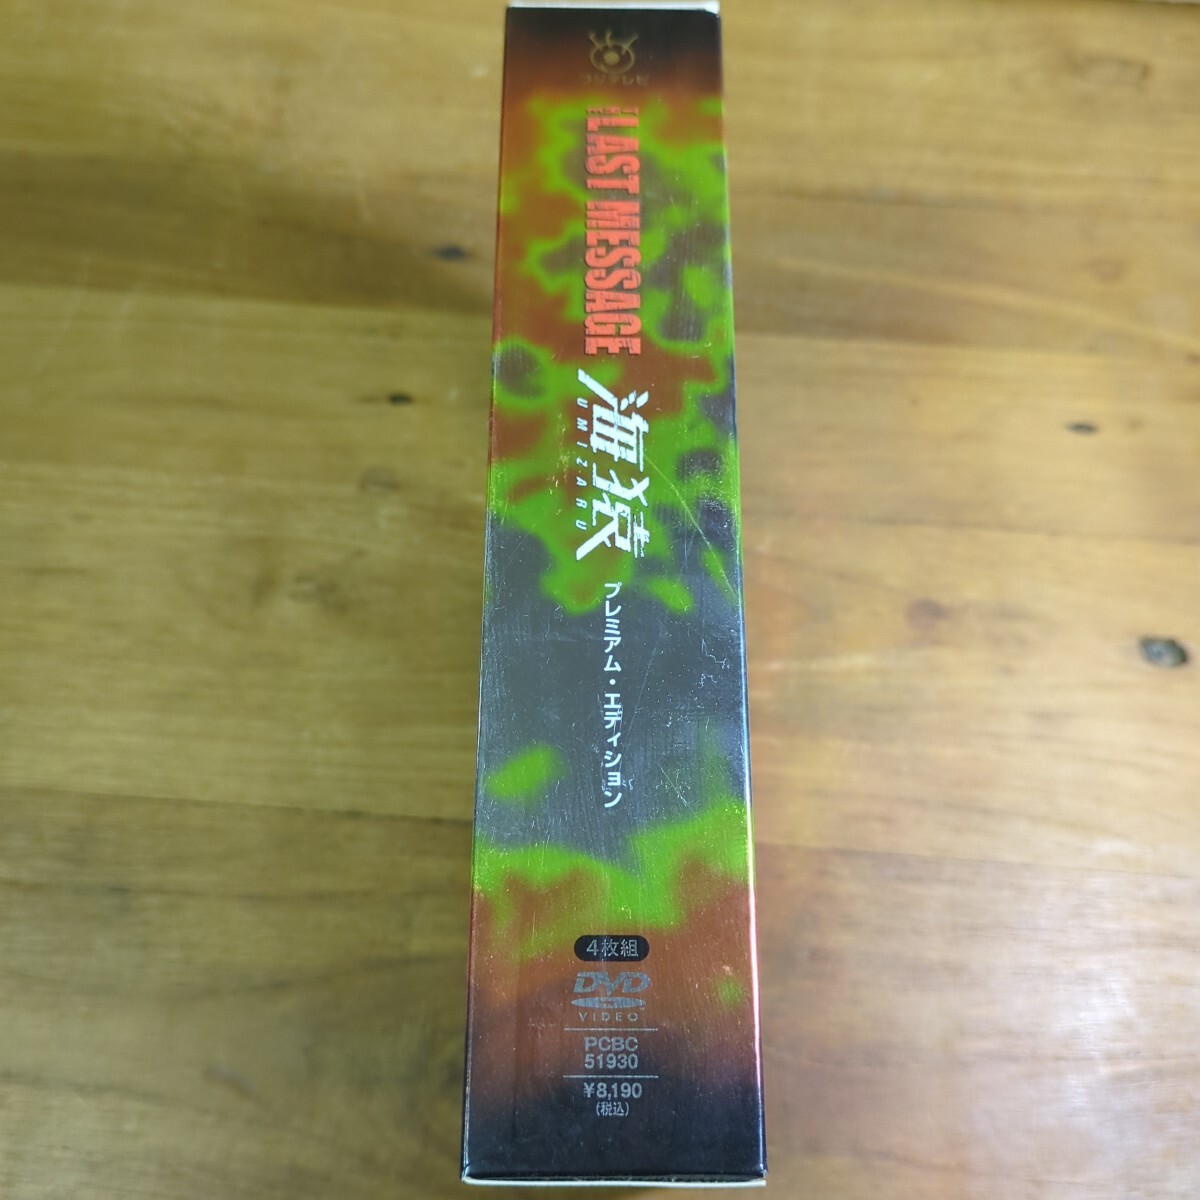 フジテレビ
THE LAST MESSAGE
海猿
UMIZARU
プレミアム・エディション
4枚組
DVD
VIDEO
PCBC
51930
¥8,190
(税込)